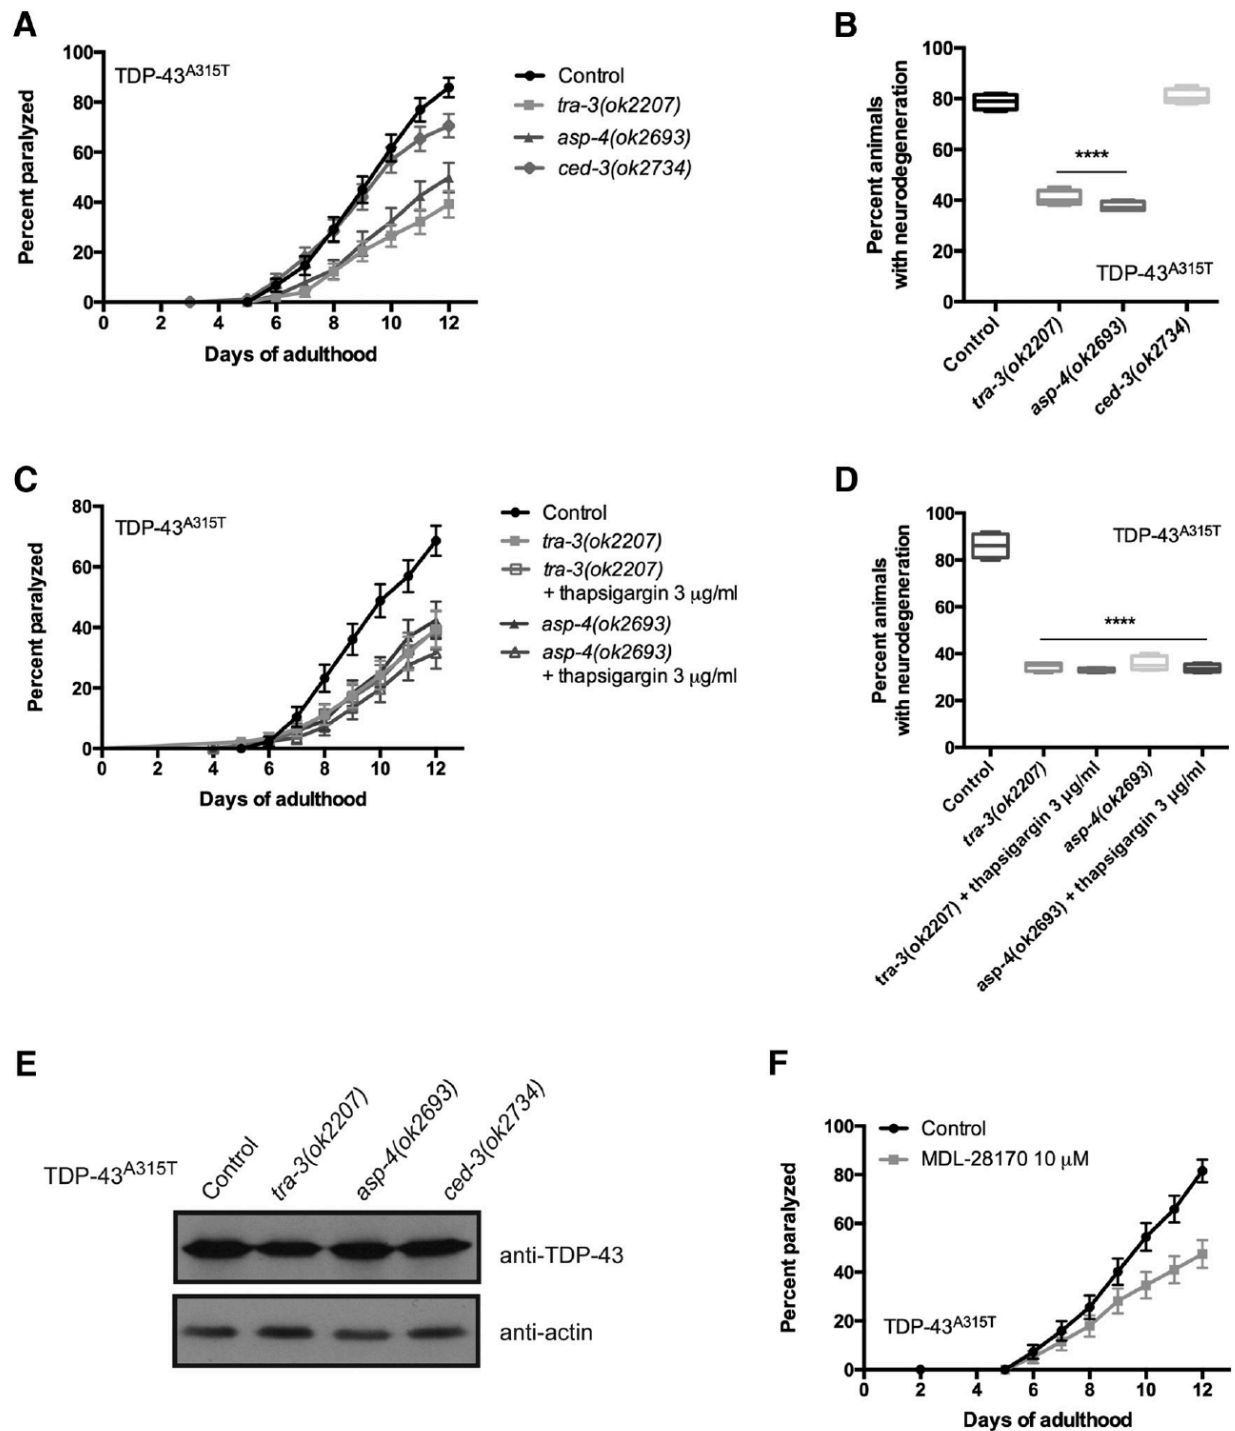 A
TDP-43A315T
Percent paralyzed
100
80
60
40
20
0
0 2 4 6 8 10 12
Days of adulthood
Control
tra-3(ok2207)
asp-4(ok2693)
ced-3(ok2734)
B
Percent animals
with neurodegeneration
100
80
60
40
20
0
****
TDP-43A315T
Control
tra-3(ok2207)
asp-4(ok2693)
ced-3(ok2734)
C
TDP-43A315T
Percent paralyzed
80
60
40
20
0
0 2 4 6 8 10 12
Days of adulthood
Control
tra-3(ok2207)
tra-3(ok2207)
+ thapsigargin 3 μg/ml
asp-4(ok2693)
asp-4(ok2693)
+ thapsigargin 3 μg/ml
D
Percent animals
with neurodegeneration
100
80
60
40
20
0
TDP-43A315T
****
Control
tra-3(ok2207)
tra-3(ok2207) + thapsigargin 3 μg/ml
asp-4(ok2693)
asp-4(ok2693) + thapsigargin 3 μg/ml
E
TDP-43A315T
Control
tra-3(ok2207)
asp-4(ok2693)
ced-3(ok2734)
anti-TDP-43
anti-actin
F
Percent paralyzed
100
80
60
40
20
0
Control
MDL-28170 10 μM
TDP-43A315T
0 2 4 6 8 10 12
Days of adulthood